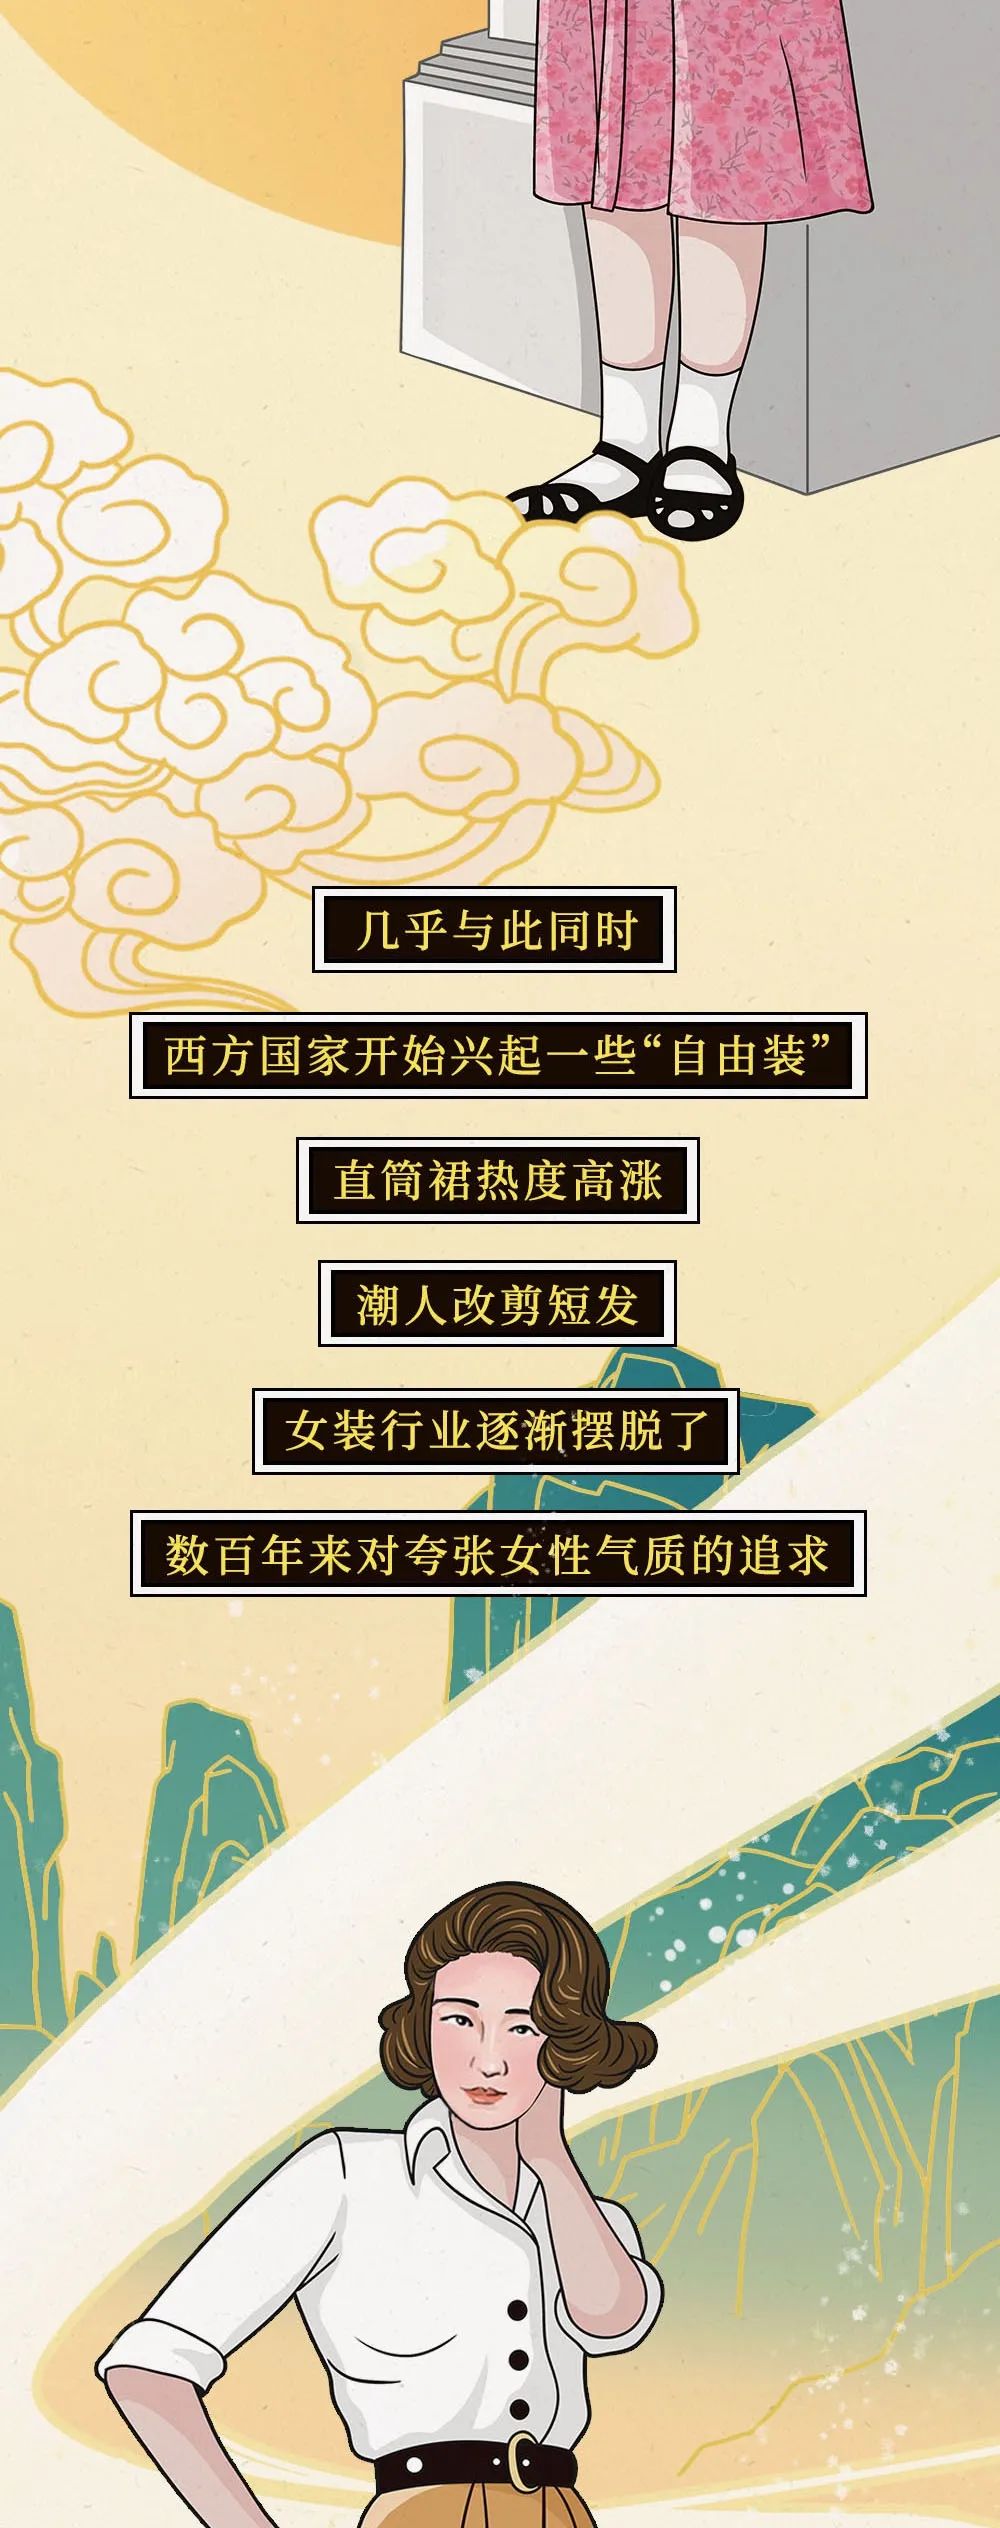 几乎与此同时
西方国家开始兴起一些“自由装”
直筒裙热度高涨
潮人改剪短发
女装行业逐渐摆脱了
数百年来对夸张女性气质的追求